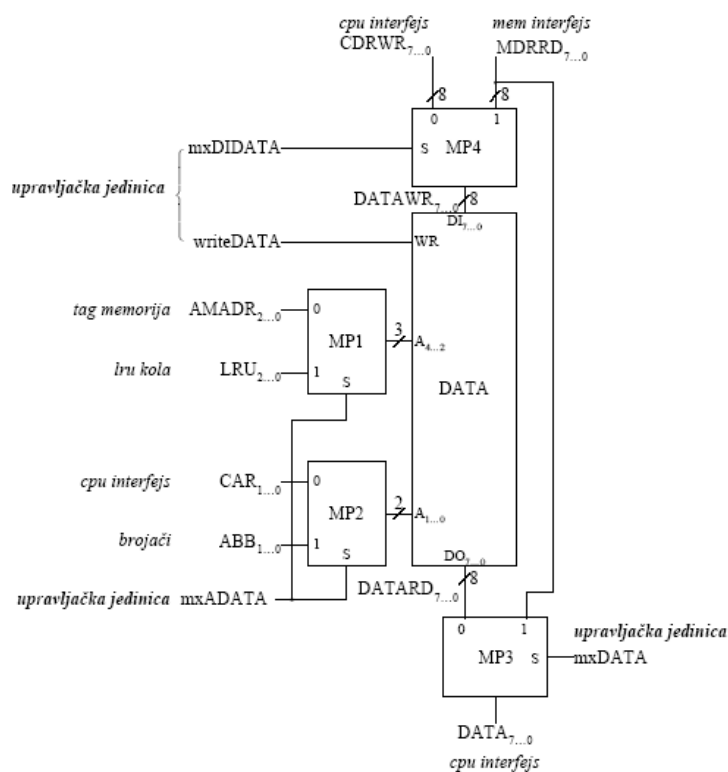 cpu interfejs mem interfejs
CDRWR7...0 MDRRD7...0
8 8
0 1
mxDIDATA S MP4
upravljačka jedinica
DATAWR7...0 8
DI7...0
writeDATA WR
tag memorija AMADR2...0 0
MP1 3 A4...2
lru kola LRU2...0 1
S
DATA
cpu interfejs CAR1...0 0
MP2 2 A1...0
brojači ABB1...0 1
S
DO7...0
upravljačka jedinica mxADATA DATARD7...0 8
0 1
upravljačka jedinica
MP3 S mxDATA
DATA7...0
cpu interfejs